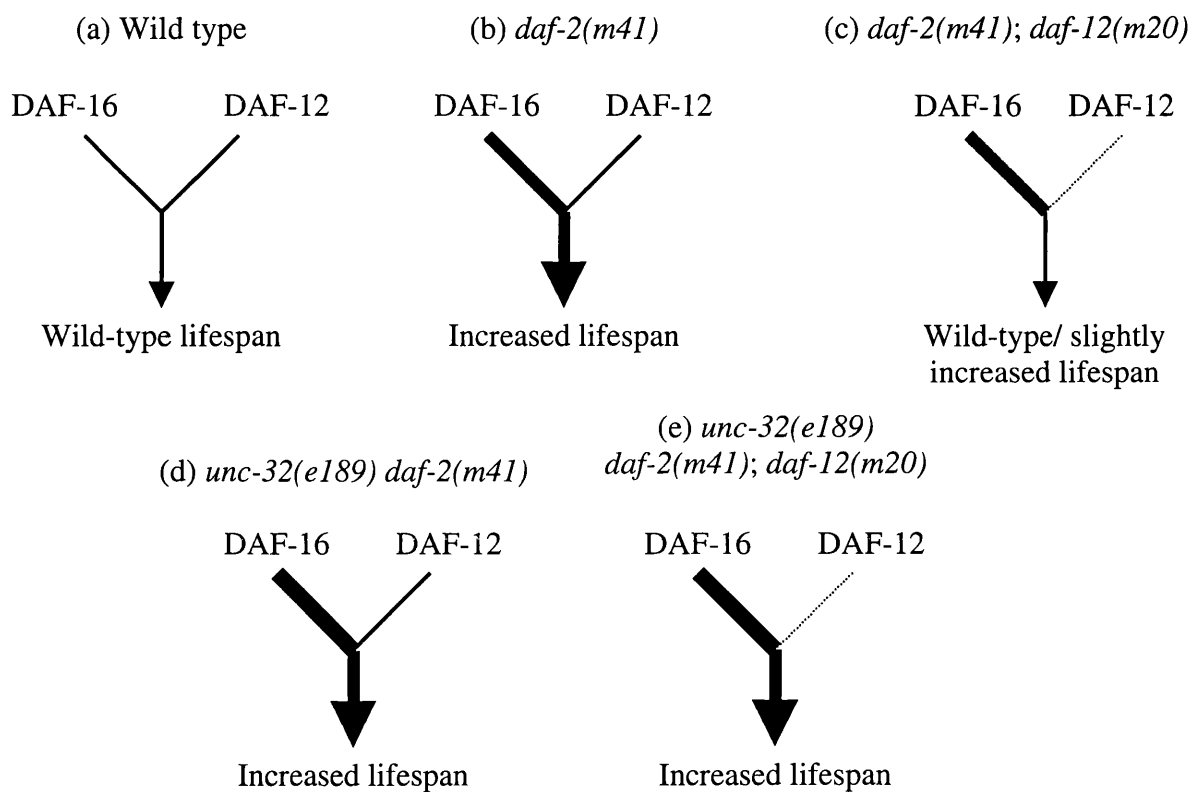 (a) Wild type
(b) daf-2(m41)
(c) daf-2(m41); daf-12(m20)
DAF-16 DAF-12
DAF-16 DAF-12
DAF-16 DAF-12
Wild-type lifespan
Increased lifespan
Wild-type/ slightly
increased lifespan
(d) unc-32(e189) daf-2(m41)
(e) unc-32(e189)
daf-2(m41); daf-12(m20)
DAF-16 DAF-12
DAF-16 DAF-12
Increased lifespan
Increased lifespan